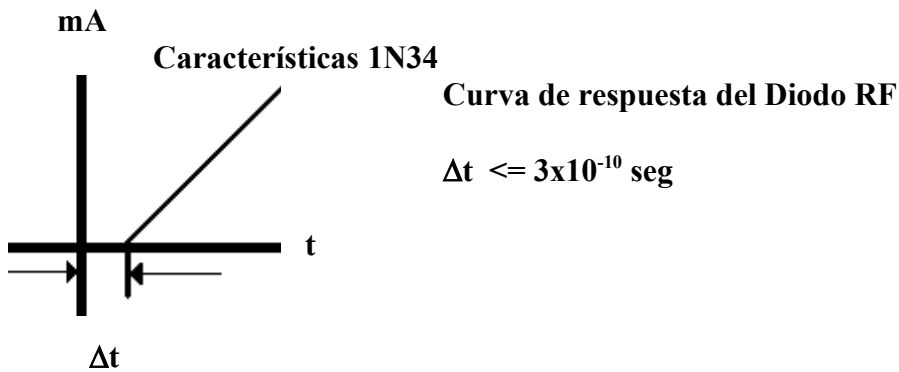 mA
Características 1N34
Curva de respuesta del Diodo RF
Δt <= 3x10⁻¹⁰ seg
t
Δt